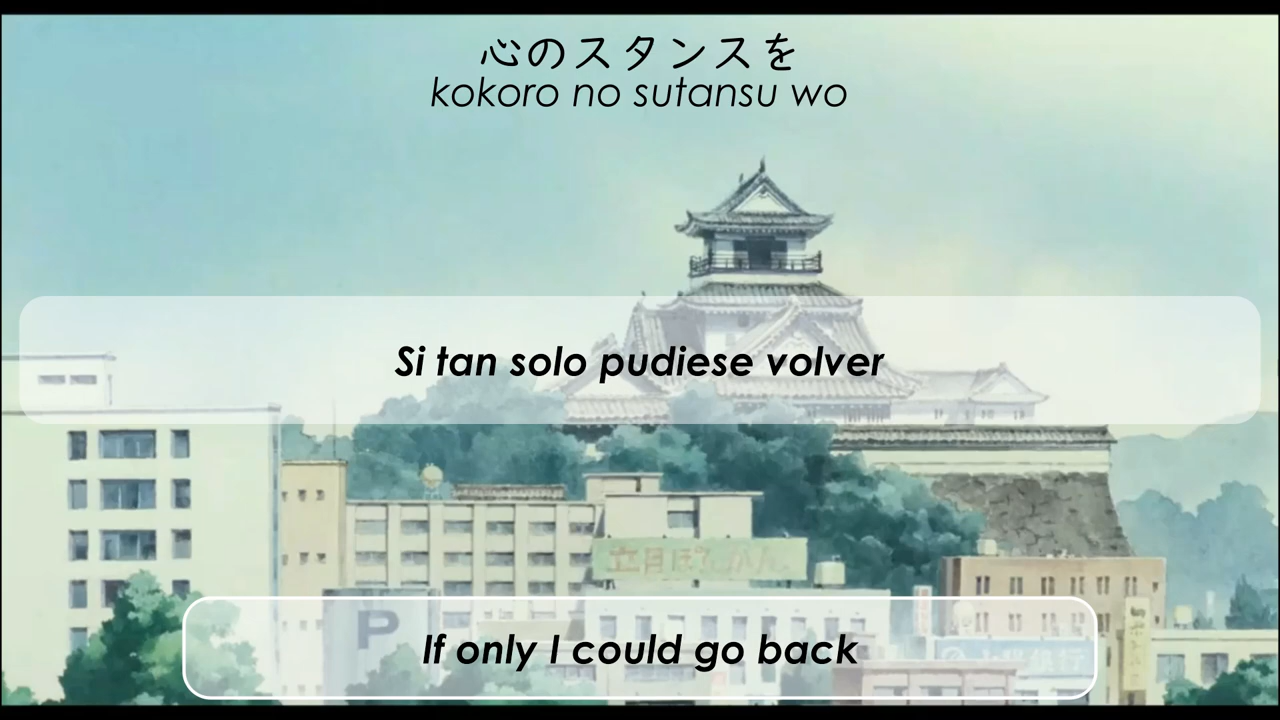 心のスタンスを
kokoro no sutansu wo
Si tan solo pudiese volver
P
If only I could go back